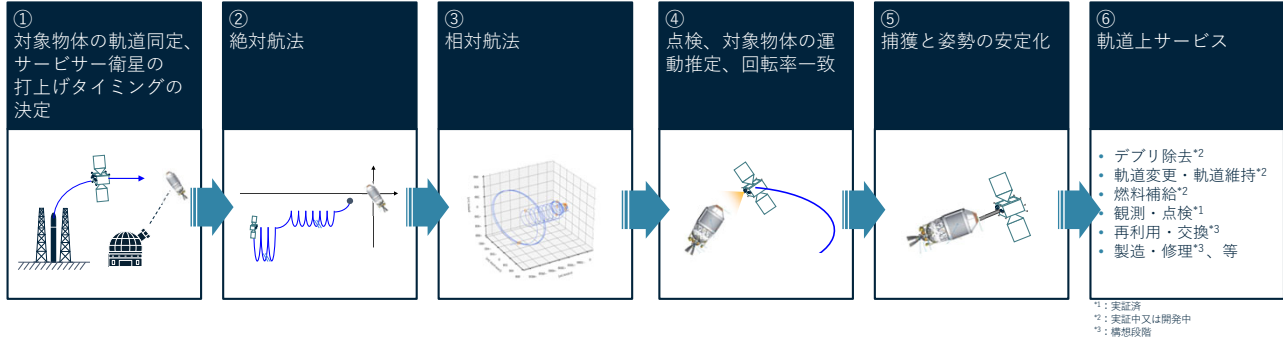 ①
対象物体の軌道同定、
サービサー衛星の
打上げタイミングの
決定
②
絶対航法
③
相対航法
④
点検、対象物体の運
動推定、回転率一致
⑤
捕獲と姿勢の安定化
⑥
軌道上サービス
• デブリ除去*2
• 軌道変更・軌道維持*2
• 燃料補給*2
• 観測・点検*1
• 再利用・交換*3
• 製造・修理*3、等
*1：実証済
*2：実証中又は開発中
*3：構想段階